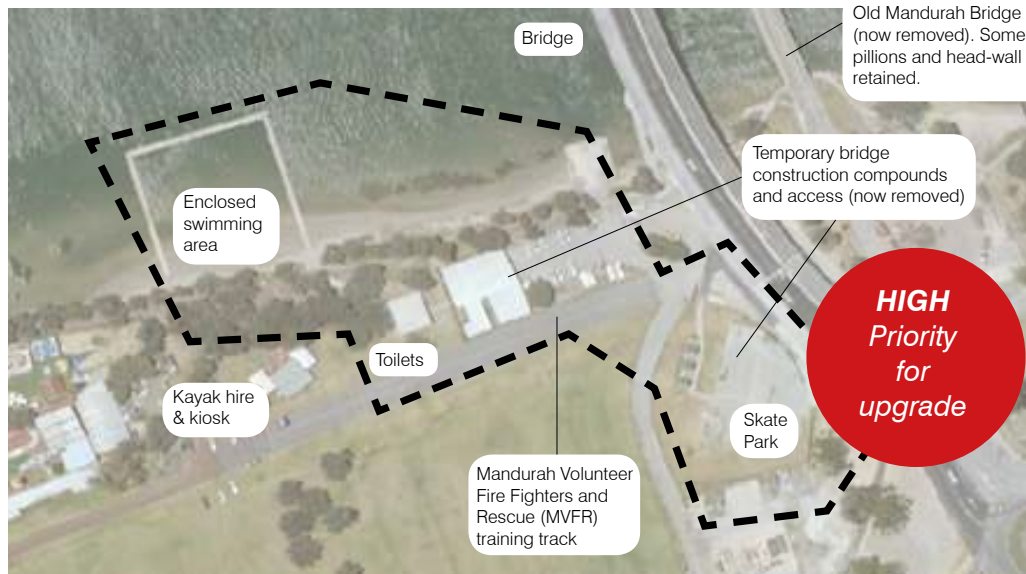 Bridge
Old Mandurah Bridge
(now removed). Some
pillions and head-wall
retained.
Temporary bridge
construction compounds
and access (now removed)
Enclosed
swimming
area
HIGH
Priority
for
upgrade
Toilets
Kayak hire
& kiosk
Skate
Park
Mandurah Volunteer
Fire Fighters and
Rescue (MVFR)
training track